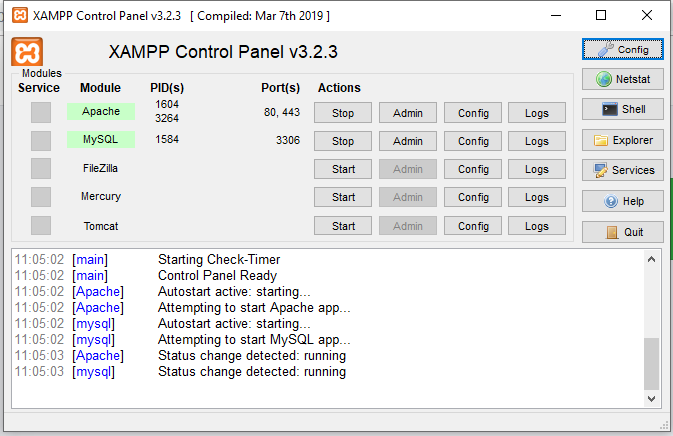 XAMPP Control Panel v3.2.3 [ Compiled: Mar 7th 2019 ]
XAMPP Control Panel v3.2.3
Config
Modules
Service Module PID(s) Port(s) Actions
Netstat
Apache 1604 3264 80, 443 Stop Admin Config Logs
Shell
MySQL 1584 3306 Stop Admin Config Logs
Explorer
FileZilla Start Admin Config Logs
Services
Mercury Start Admin Config Logs
Help
Tomcat Start Admin Config Logs
Quit
11:05:02 [main] Starting Check-Timer
11:05:02 [main] Control Panel Ready
11:05:02 [Apache] Autostart active: starting...
11:05:02 [Apache] Attempting to start Apache app...
11:05:02 [mysql] Autostart active: starting...
11:05:02 [mysql] Attempting to start MySQL app...
11:05:03 [Apache] Status change detected: running
11:05:03 [mysql] Status change detected: running